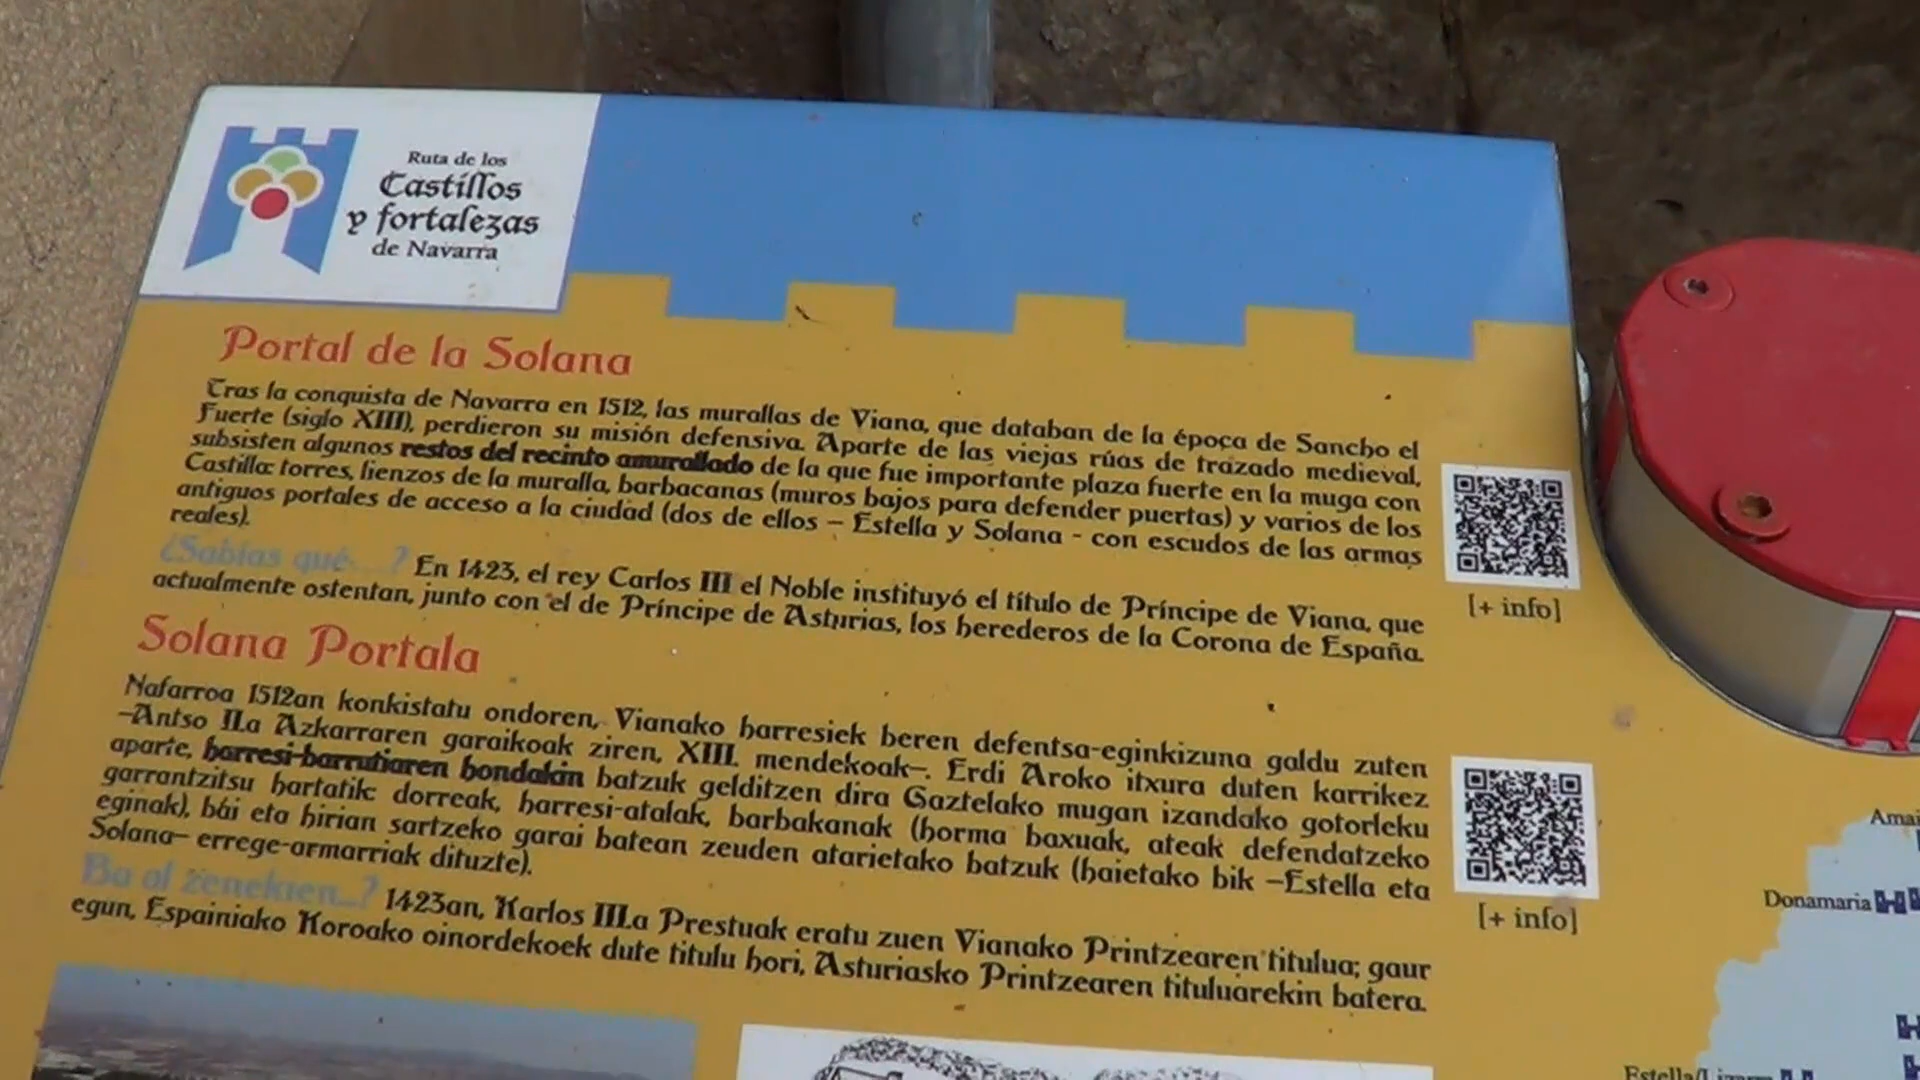 Ruta de los
Castillos
y fortalezas
de Navarra
Portal de la Solana
Tras la conquista de Navarra en 1512, las murallas de Viana, que databan de la época de Sancho el
Fuerte (siglo XIII), perdieron su misión defensiva. Aparte de las viejas rúas de trazado medieval,
subsisten algunos restos del recinto amurallado de la que fue importante plaza fuerte en la muga con
Castilla: torres, lienzos de la muralla, barbacanas (muros bajos para defender puertas) y varios de los
antiguos portales de acceso a la ciudad (dos de ellos – Estella y Solana - con escudos de las armas
reales).
¿Sabías qué...? En 1423, el rey Carlos III el Noble instituyó el título de Príncipe de Viana, que
actualmente ostentan, junto con el de Príncipe de Asturias, los herederos de la Corona de España.
[+ info]
Solana Portala
Nafarroa 1512an konkistatu ondoren, Vianako harresiek beren defentsa-eginkizuna galdu zuten
–Antso II.a Azkarraren garaikoak ziren, XIII. mendekoak–. Erdi Aroko itxura duten karrikez
aparte, harresi-barrutiaren hondakin batzuk gelditzen dira Gaztelako mugan izandako gotorleku
garrantzitsu hartatik: dorreak, harresi-atalak, barbakanak (horma baxuak, ateak defendatzeko
eginak), bai eta hirian sartzeko garai batean zeuden atarietako batzuk (haietako bik –Estella eta
Solana– errege-armarriak dituzte).
Ba al zenekien...? 1423an, Karlos III.a Prestuak eratu zuen Vianako Printzearen titulua; gaur
egun, Espainiako Koroako oinordekoek dute titulu hori, Asturiasko Printzearen tituluarekin batera.
[+ info]
Donamaria